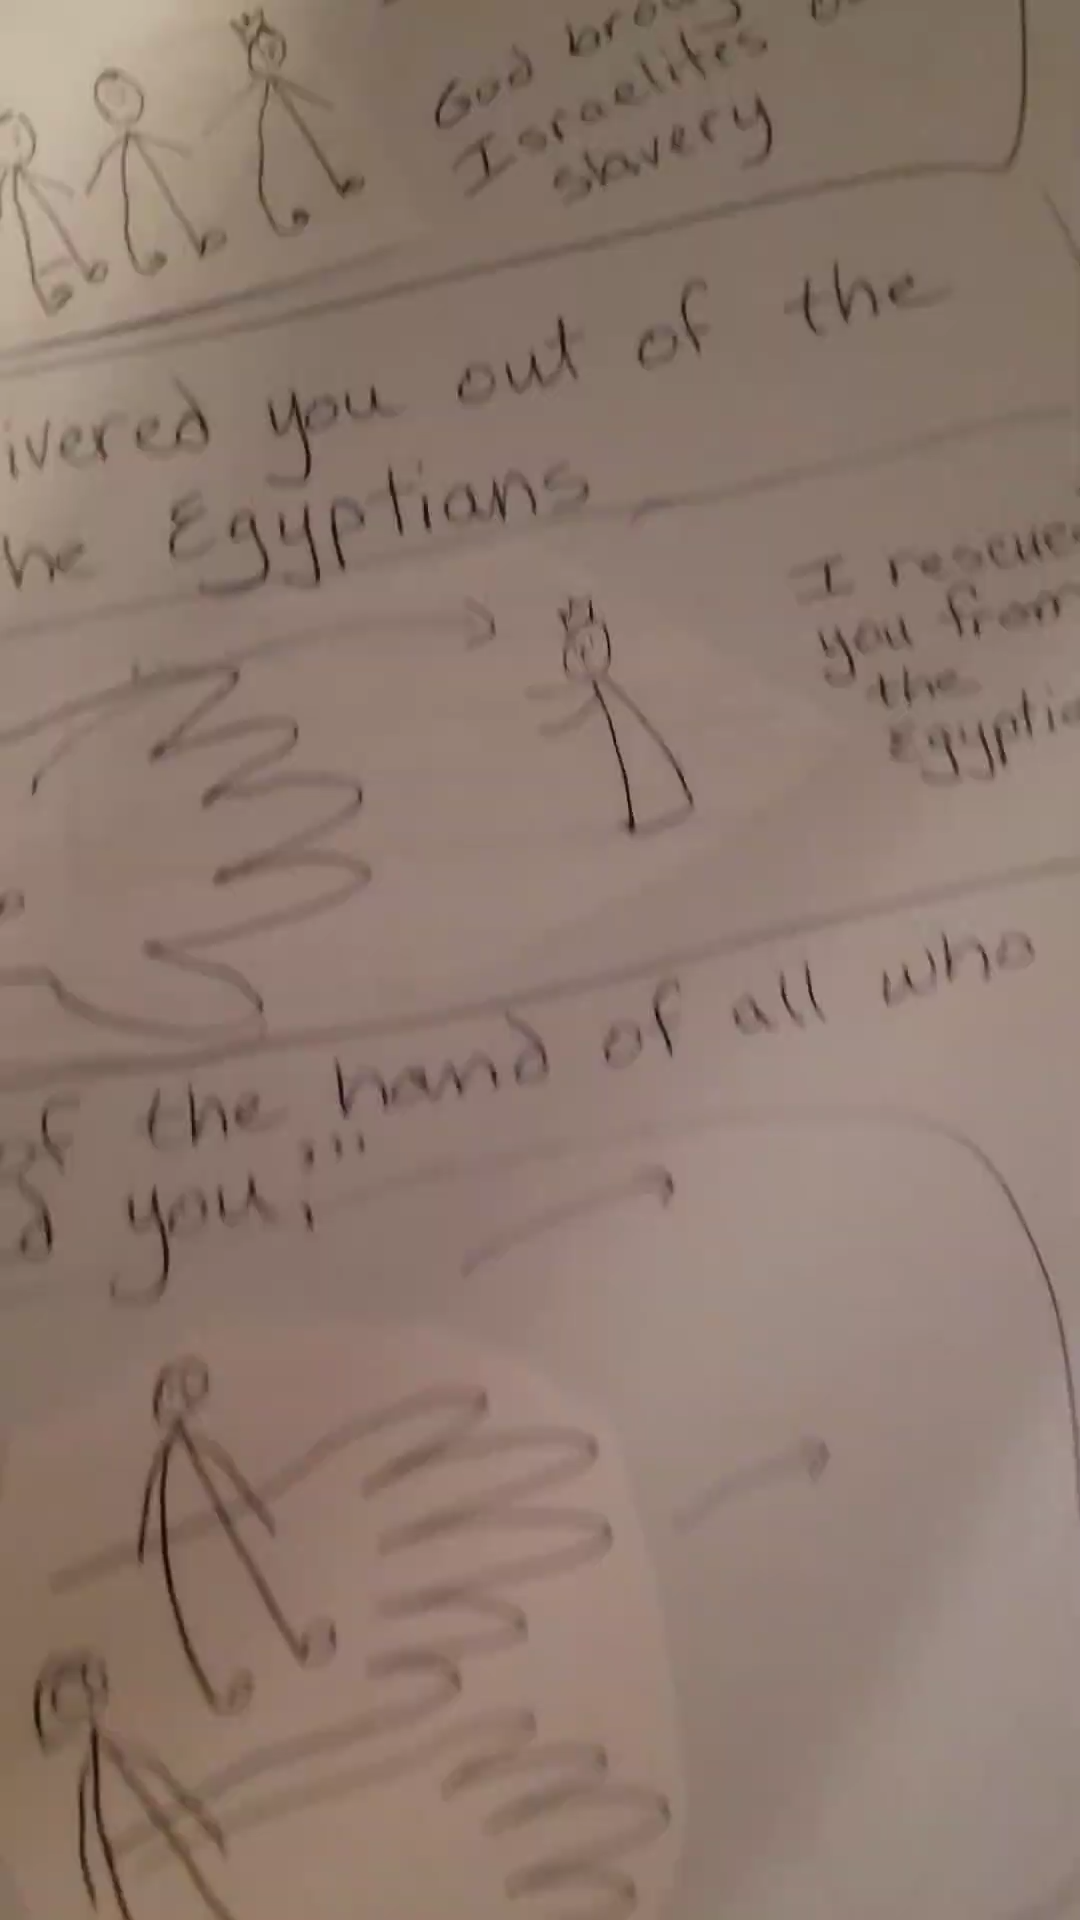 God
Israelites
slavery
ivered you out of the
he Egyptians
I rescue
you from
the
Egyptia
of the hand of all who
d you;"